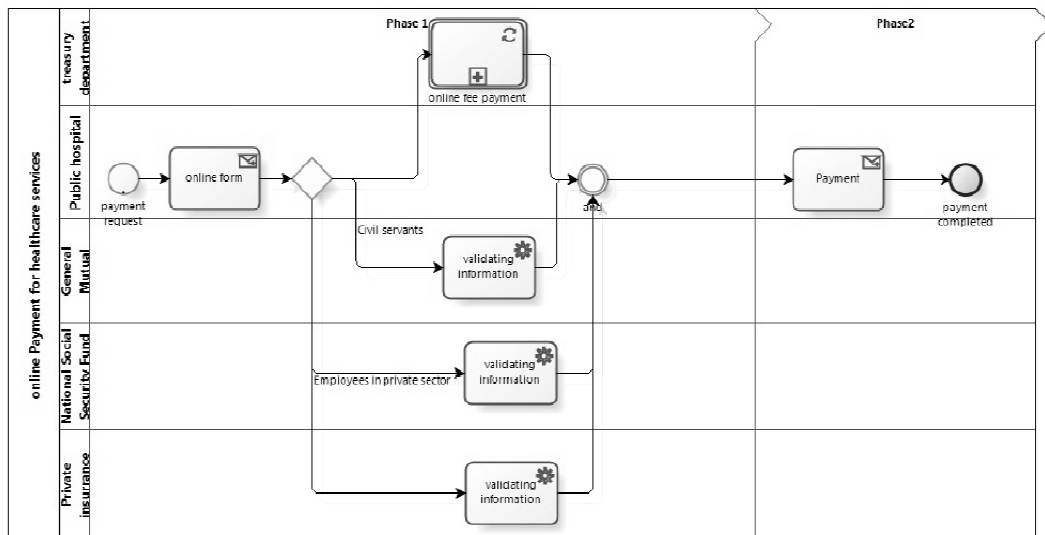 online Payment for healthcare services
Phase 1
Phase2
treasury
department
online fee payment
Public hospital
payment
request
online form
and
Payment
payment
completed
General
Mutual
Civil servants
validating
information
National Social
Security Fund
Employees in private sector
validating
information
Private
insurrance
validating
information